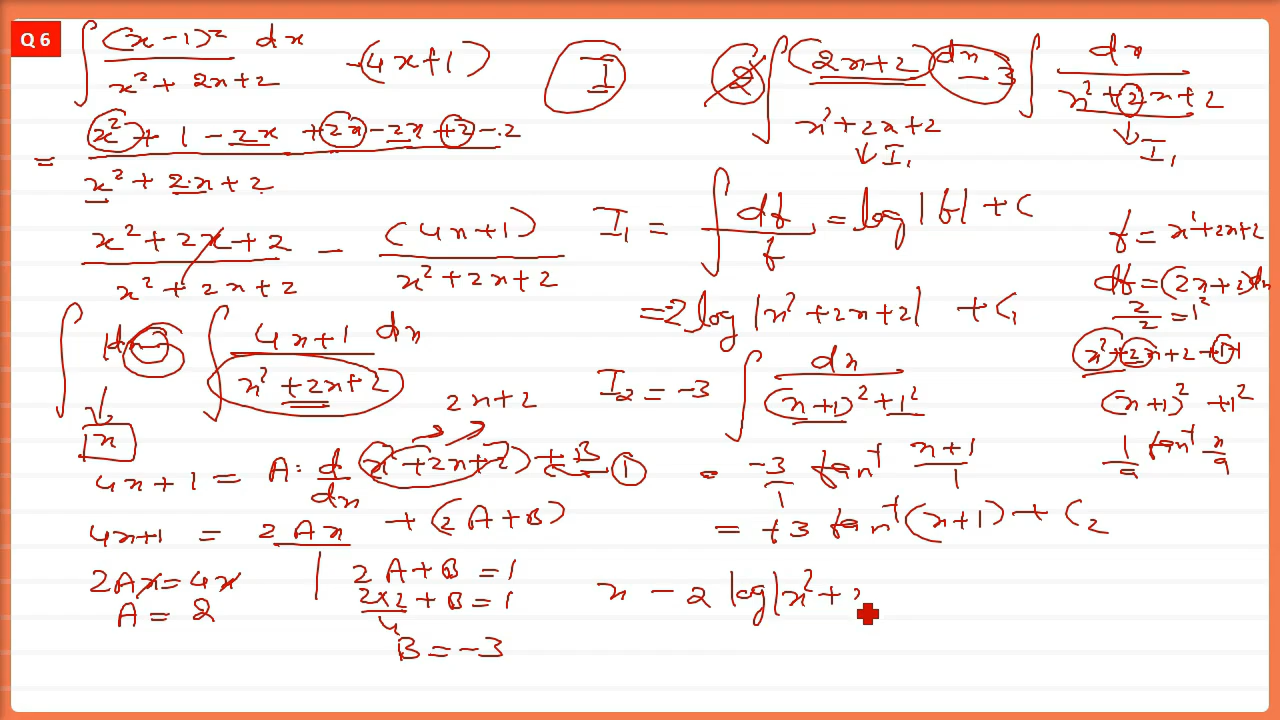 Q 6
∫ (x-1)² dx / x² + 2x + 2
-(4x+1)
I
= x² + 1 - 2x + 2x - 2x + 2 - 2 / x² + 2x + 2
x² + 2x + 2 / x² + 2x + 2 - (4x+1) / x² + 2x + 2
∫ 1dx - ∫ 4x+1 dx / x² + 2x + 2
↓
x
2x+2
4x+1 = A · d/dx (x² + 2x + 2) + B — ①
4x+1 = 2Ax + (2A+B)
2Ax = 4x
A = 2
2A + B = 1
2×2 + B = 1
4
B = -3
2 ∫ (2x+2) dx / x² + 2x + 2 - 3 ∫ dx / x² + 2x + 2
↓ I₁
↓ I₁
I₁ = ∫ df / f = log |f| + C
= -2 log |x² + 2x + 2| + C₁
I₂ = -3 ∫ dx / (x+1)² + 1²
= -3/1 tan⁻¹ x+1/1
= +3 tan⁻¹ (x+1) + C₂
x - 2 log |x² +
f = x² + 2x + 2
df = (2x+2) dx
2/2 = 1²
x² + 2x + 2 + 1 - 1
(x+1)² + 1²
1/a tan⁻¹ x/a